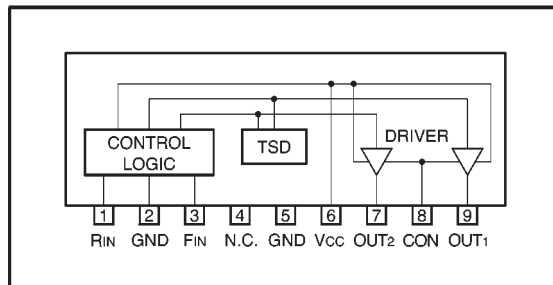 DRIVER
CONTROL
LOGIC
TSD
1 2 3 4 5 6 7 8 9
RIN GND FIN N.C. GND VCC OUT2 CON OUT1